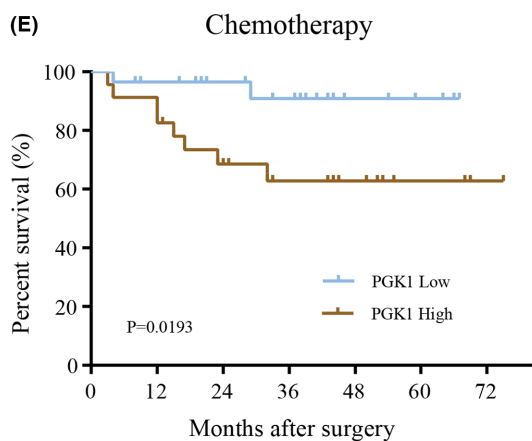 (E)
Chemotherapy
Percent survival (%)
100
80
60
40
20
0
PGK1 Low
PGK1 High
P=0.0193
0 12 24 36 48 60 72
Months after surgery